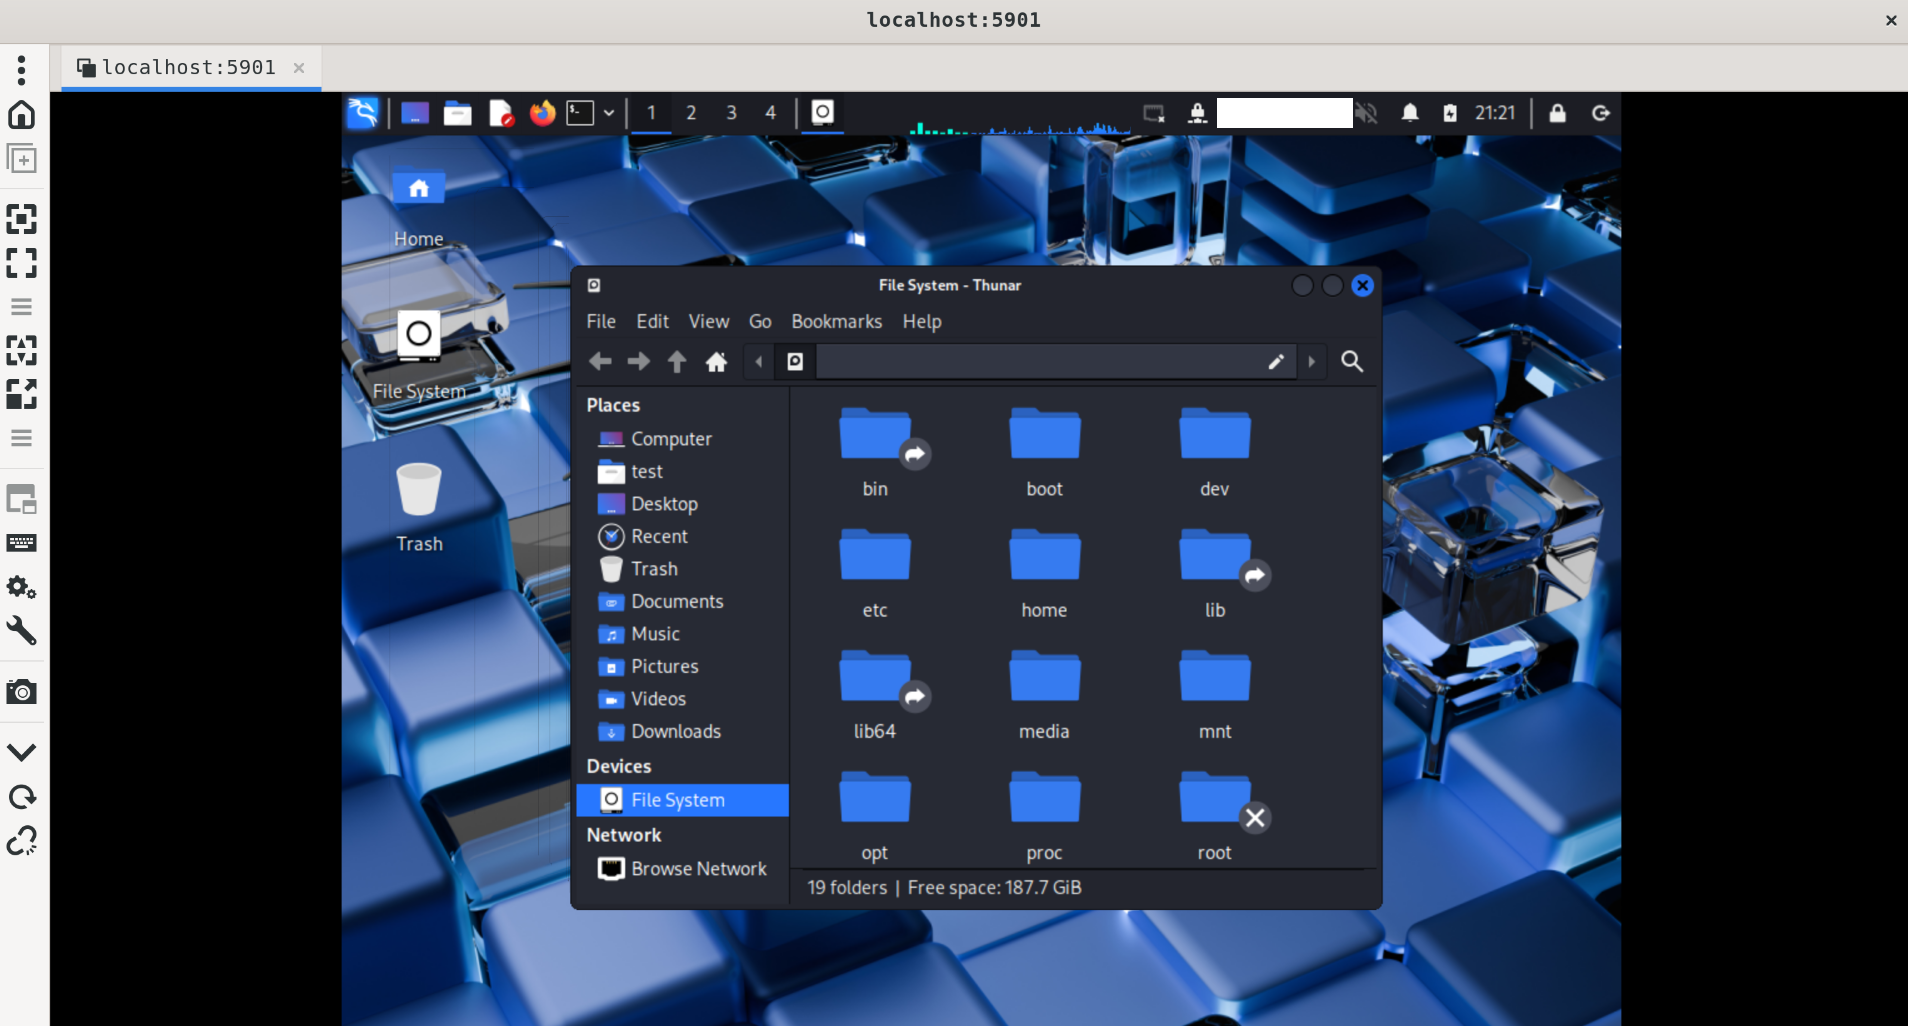 localhost:5901
localhost:5901
1 2 3 4 21:21
Home
File System
Trash
File System - Thunar
File Edit View Go Bookmarks Help
Places
Computer
test
Desktop
Recent
Trash
Documents
Music
Pictures
Videos
Downloads
Devices
File System
Network
Browse Network
bin boot dev
etc home lib
lib64 media mnt
opt proc root
19 folders | Free space: 187.7 GiB